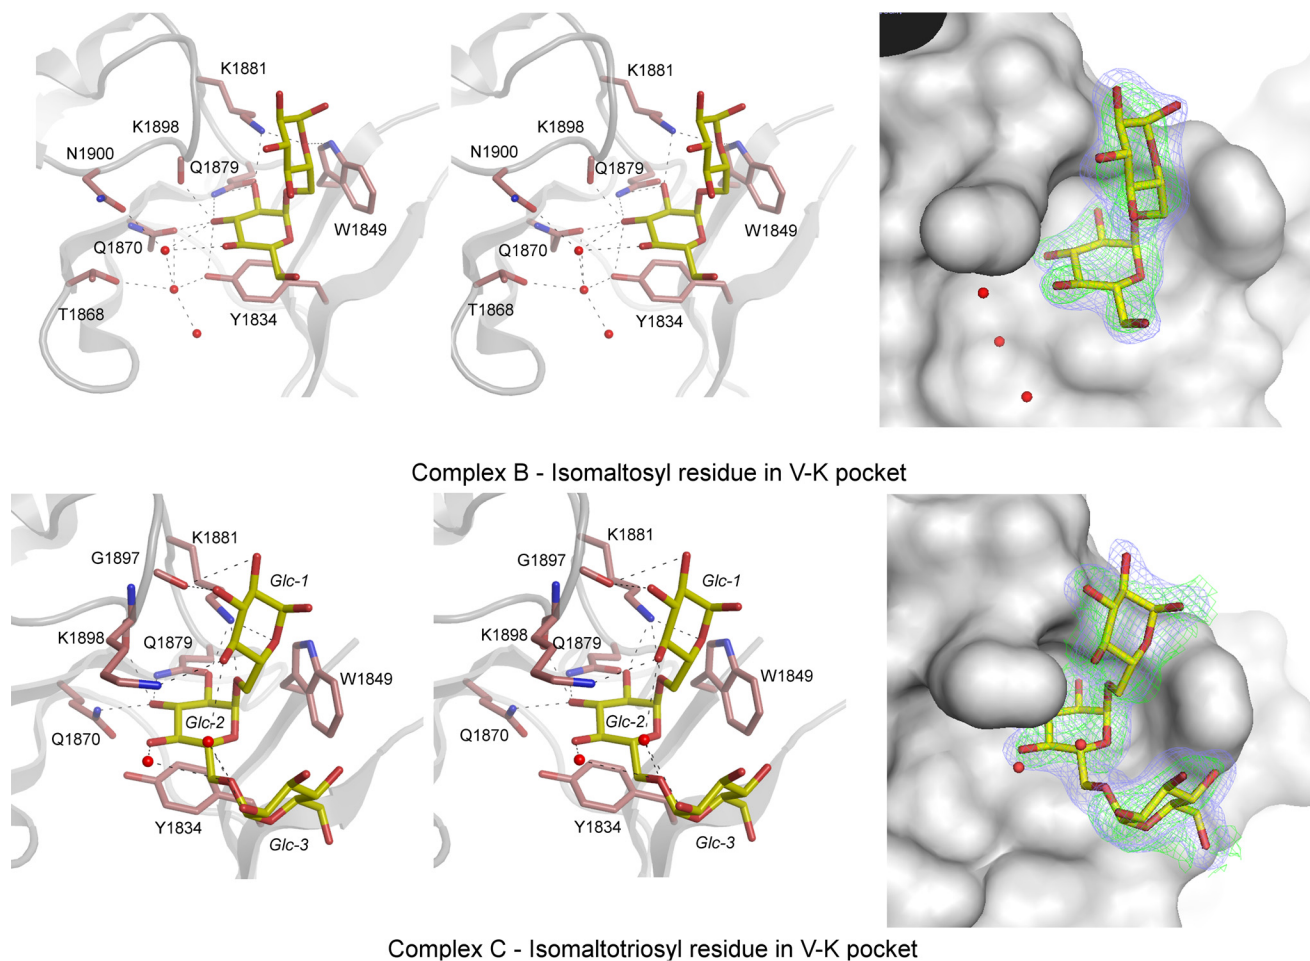 K1881
K1898
N1900
Q1879
W1849
Q1870
T1868
Y1834
K1881
K1898
N1900
Q1879
W1849
Q1870
T1868
Y1834
Complex B - Isomaltosyl residue in V-K pocket
K1881
G1897
Glc-1
K1898
Q1879
W1849
Glc-2
Q1870
Y1834
Glc-3
K1881
G1897
Glc-1
K1898
Q1879
W1849
Glc-2
Q1870
Y1834
Glc-3
Complex C - Isomaltotriosyl residue in V-K pocket